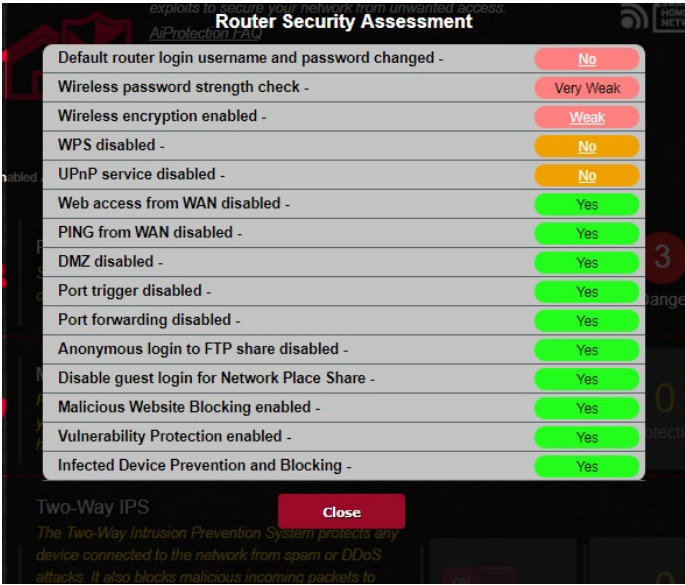 exploits to secure your network from unwanted access.
Router Security Assessment
AiProtection FAQ
HOME
NETW
Default router login username and password changed - No
Wireless password strength check - Very Weak
Wireless encryption enabled - Weak
WPS disabled - No
UPnP service disabled - No
Web access from WAN disabled - Yes
PING from WAN disabled - Yes
DMZ disabled - Yes
Port trigger disabled - Yes
Port forwarding disabled - Yes
Anonymous login to FTP share disabled - Yes
Disable guest login for Network Place Share - Yes
Malicious Website Blocking enabled - Yes
Vulnerability Protection enabled - Yes
Infected Device Prevention and Blocking - Yes
nabled
3
Dange
0
otecti
Close
Two-Way IPS
The Two-Way Intrusion Prevention System protects any
device connected to the network from spam or DDoS
attacks. It also blocks malicious incoming packets to
ON